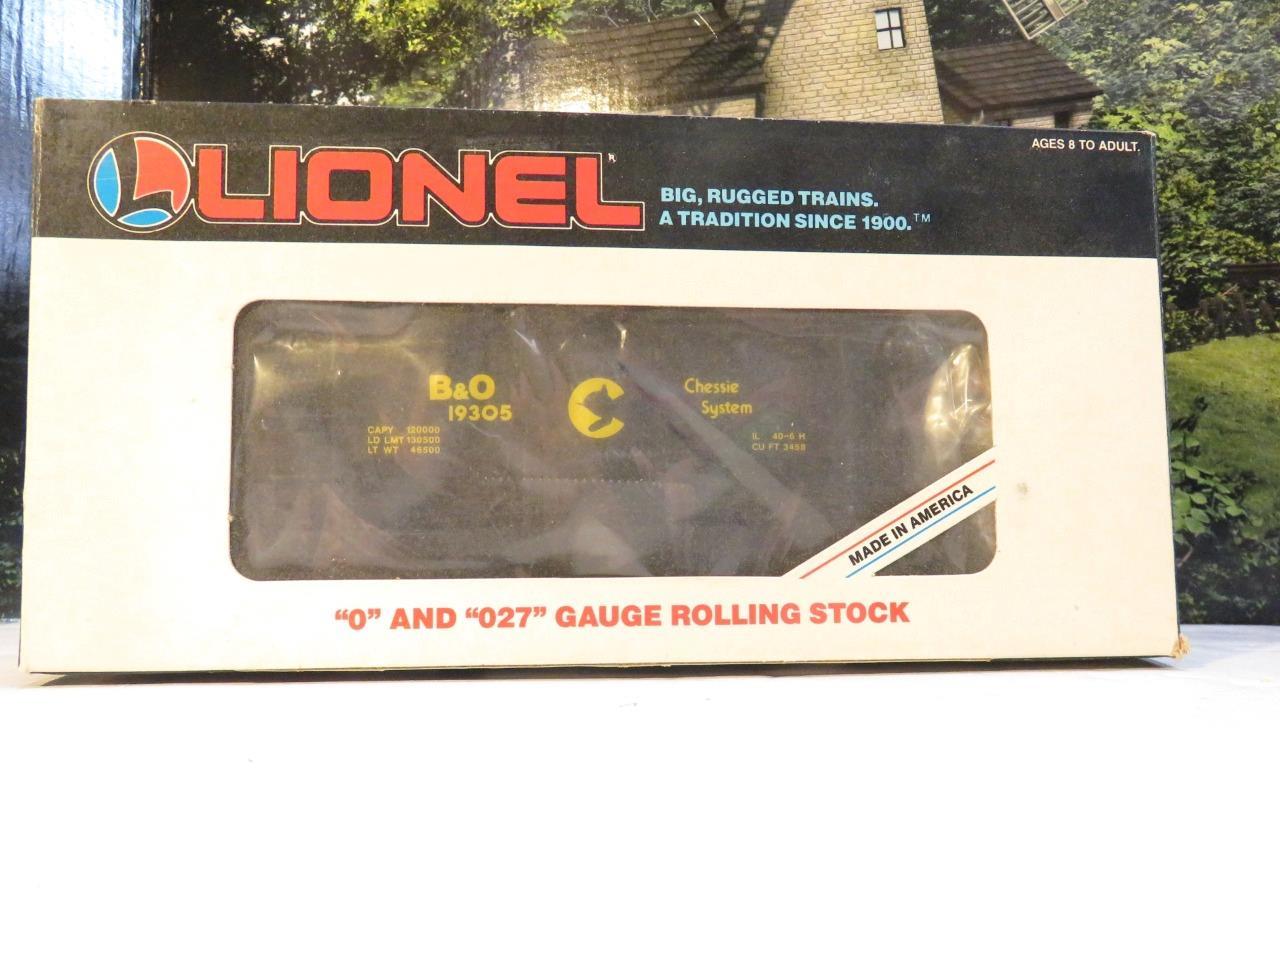 LIONEL®
BIG, RUGGED TRAINS.
A TRADITION SINCE 1900.™
AGES 8 TO ADULT.
B&O
19305
CAPY 120000
LD LMT 130500
LT WT 46500
Chessie
System
IL 40-6 H
CU FT 3458
MADE IN AMERICA
"O" AND "027" GAUGE ROLLING STOCK